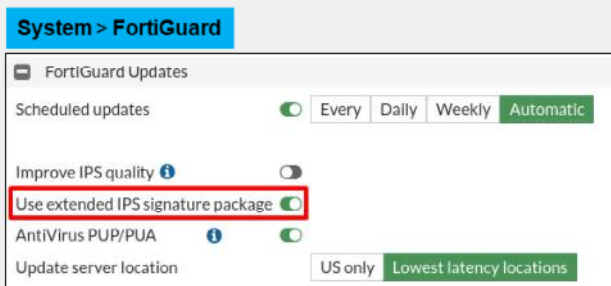 System > FortiGuard
FortiGuard Updates
Scheduled updates Every Daily Weekly Automatic
Improve IPS quality
Use extended IPS signature package
AntiVirus PUP/PUA
Update server location US only Lowest latency locations